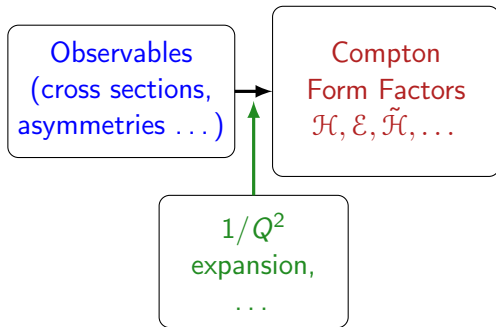 Observables
(cross sections,
asymmetries ...)
Compton
Form Factors
ℋ, ℰ, ℋ̃, ...
1/Q²
expansion,
...